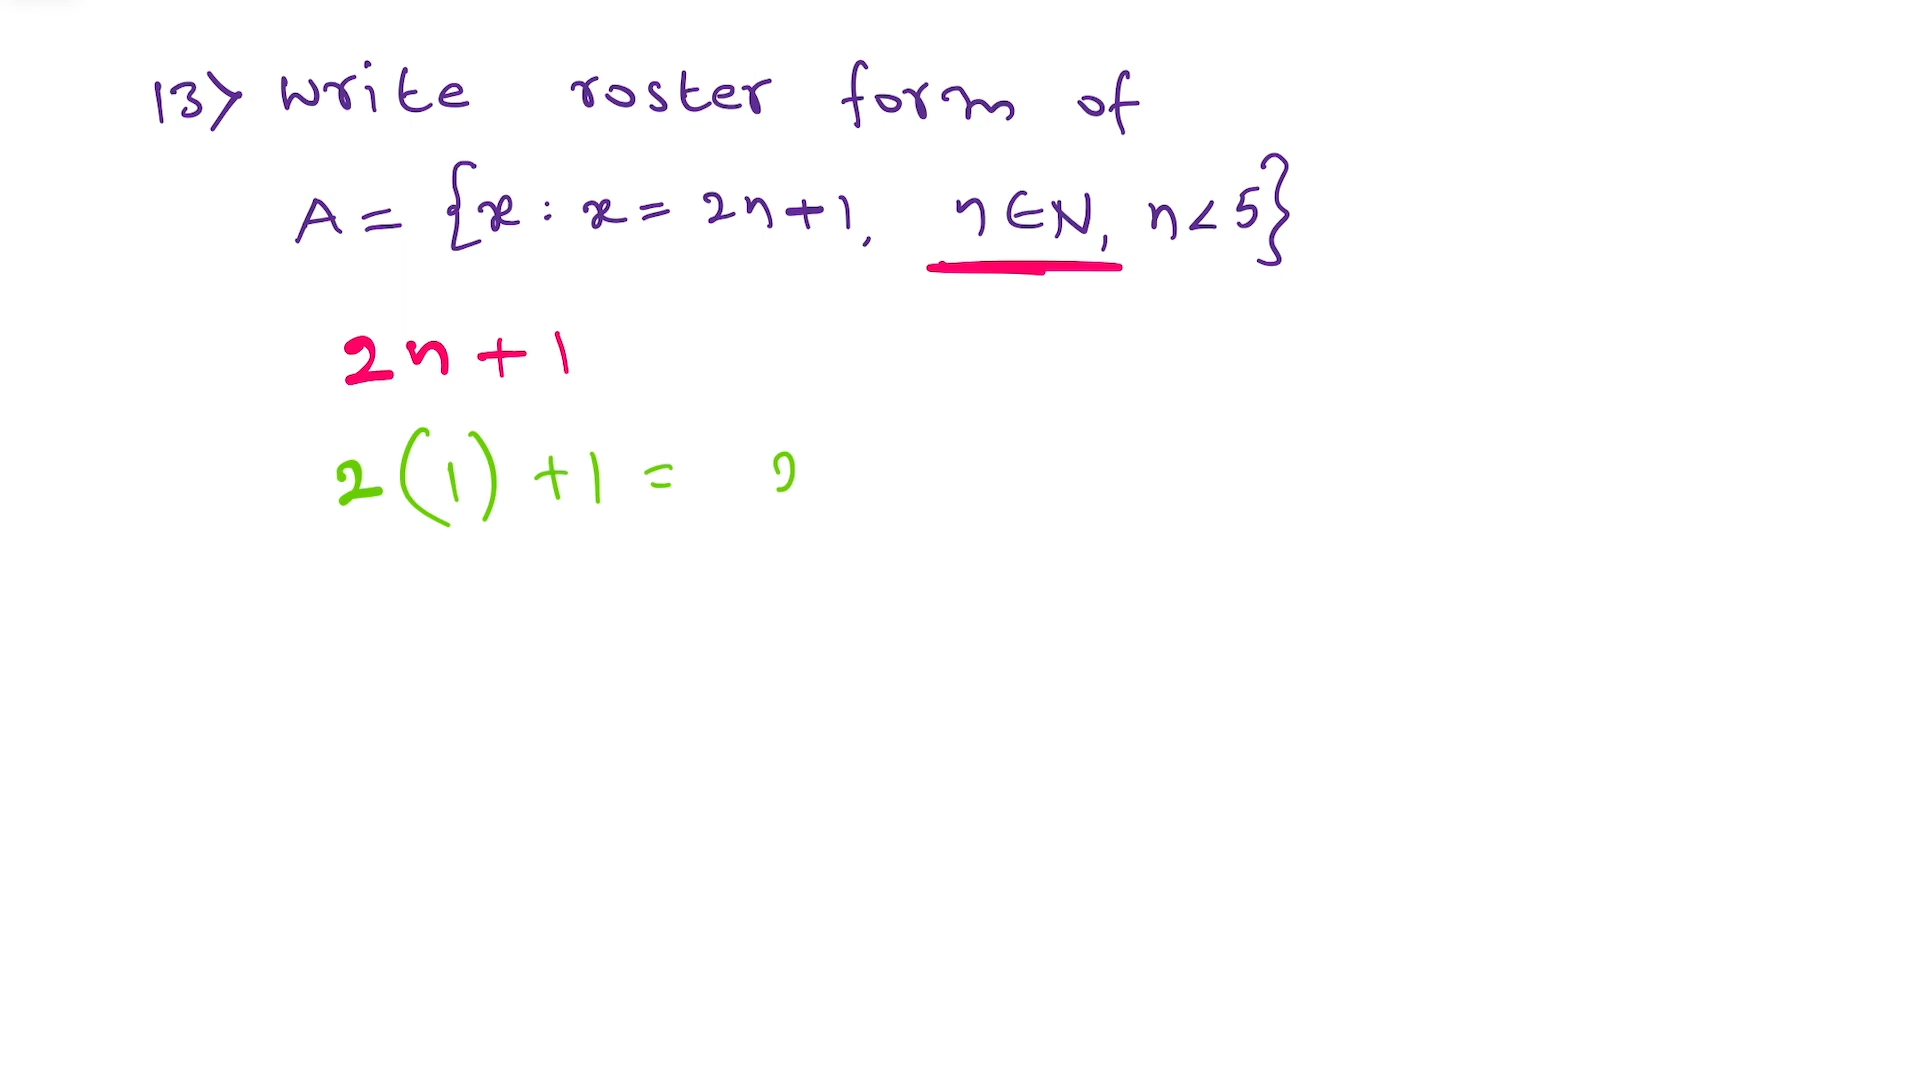 13> write roster form of
A = {x : x = 2n+1, n∈N, n<5}
2n + 1
2(1) +1 =